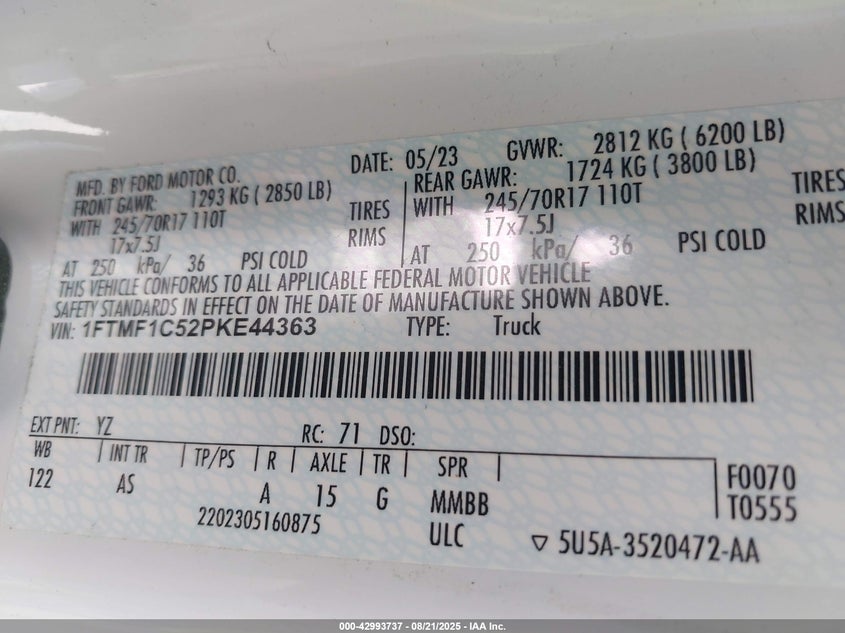 MFD. BY FORD MOTOR CO.
DATE: 05/23 GVWR: 2812 KG ( 6200 LB)
FRONT GAWR: 1293 KG ( 2850 LB)
REAR GAWR: 1724 KG ( 3800 LB)
WITH 245/70R17 110T TIRES
WITH 245/70R17 110T TIRES
17x7.5J RIMS
17x7.5J RIMS
AT 250 kPa/ 36 PSI COLD
AT 250 kPa/ 36 PSI COLD
THIS VEHICLE CONFORMS TO ALL APPLICABLE FEDERAL MOTOR VEHICLE
SAFETY STANDARDS IN EFFECT ON THE DATE OF MANUFACTURE SHOWN ABOVE.
VIN: 1FTMF1C52PKE44363 TYPE: Truck
EXT PNT: YZ RC: 71 DSO:
WB INT TR TP/PS R AXLE TR SPR
122 AS A 15 G MMBB
F0070
T0555
2202305160875 ULC ▽ 5U5A-3520472-AA
000-42993737 - 08/21/2025 - IAA Inc.